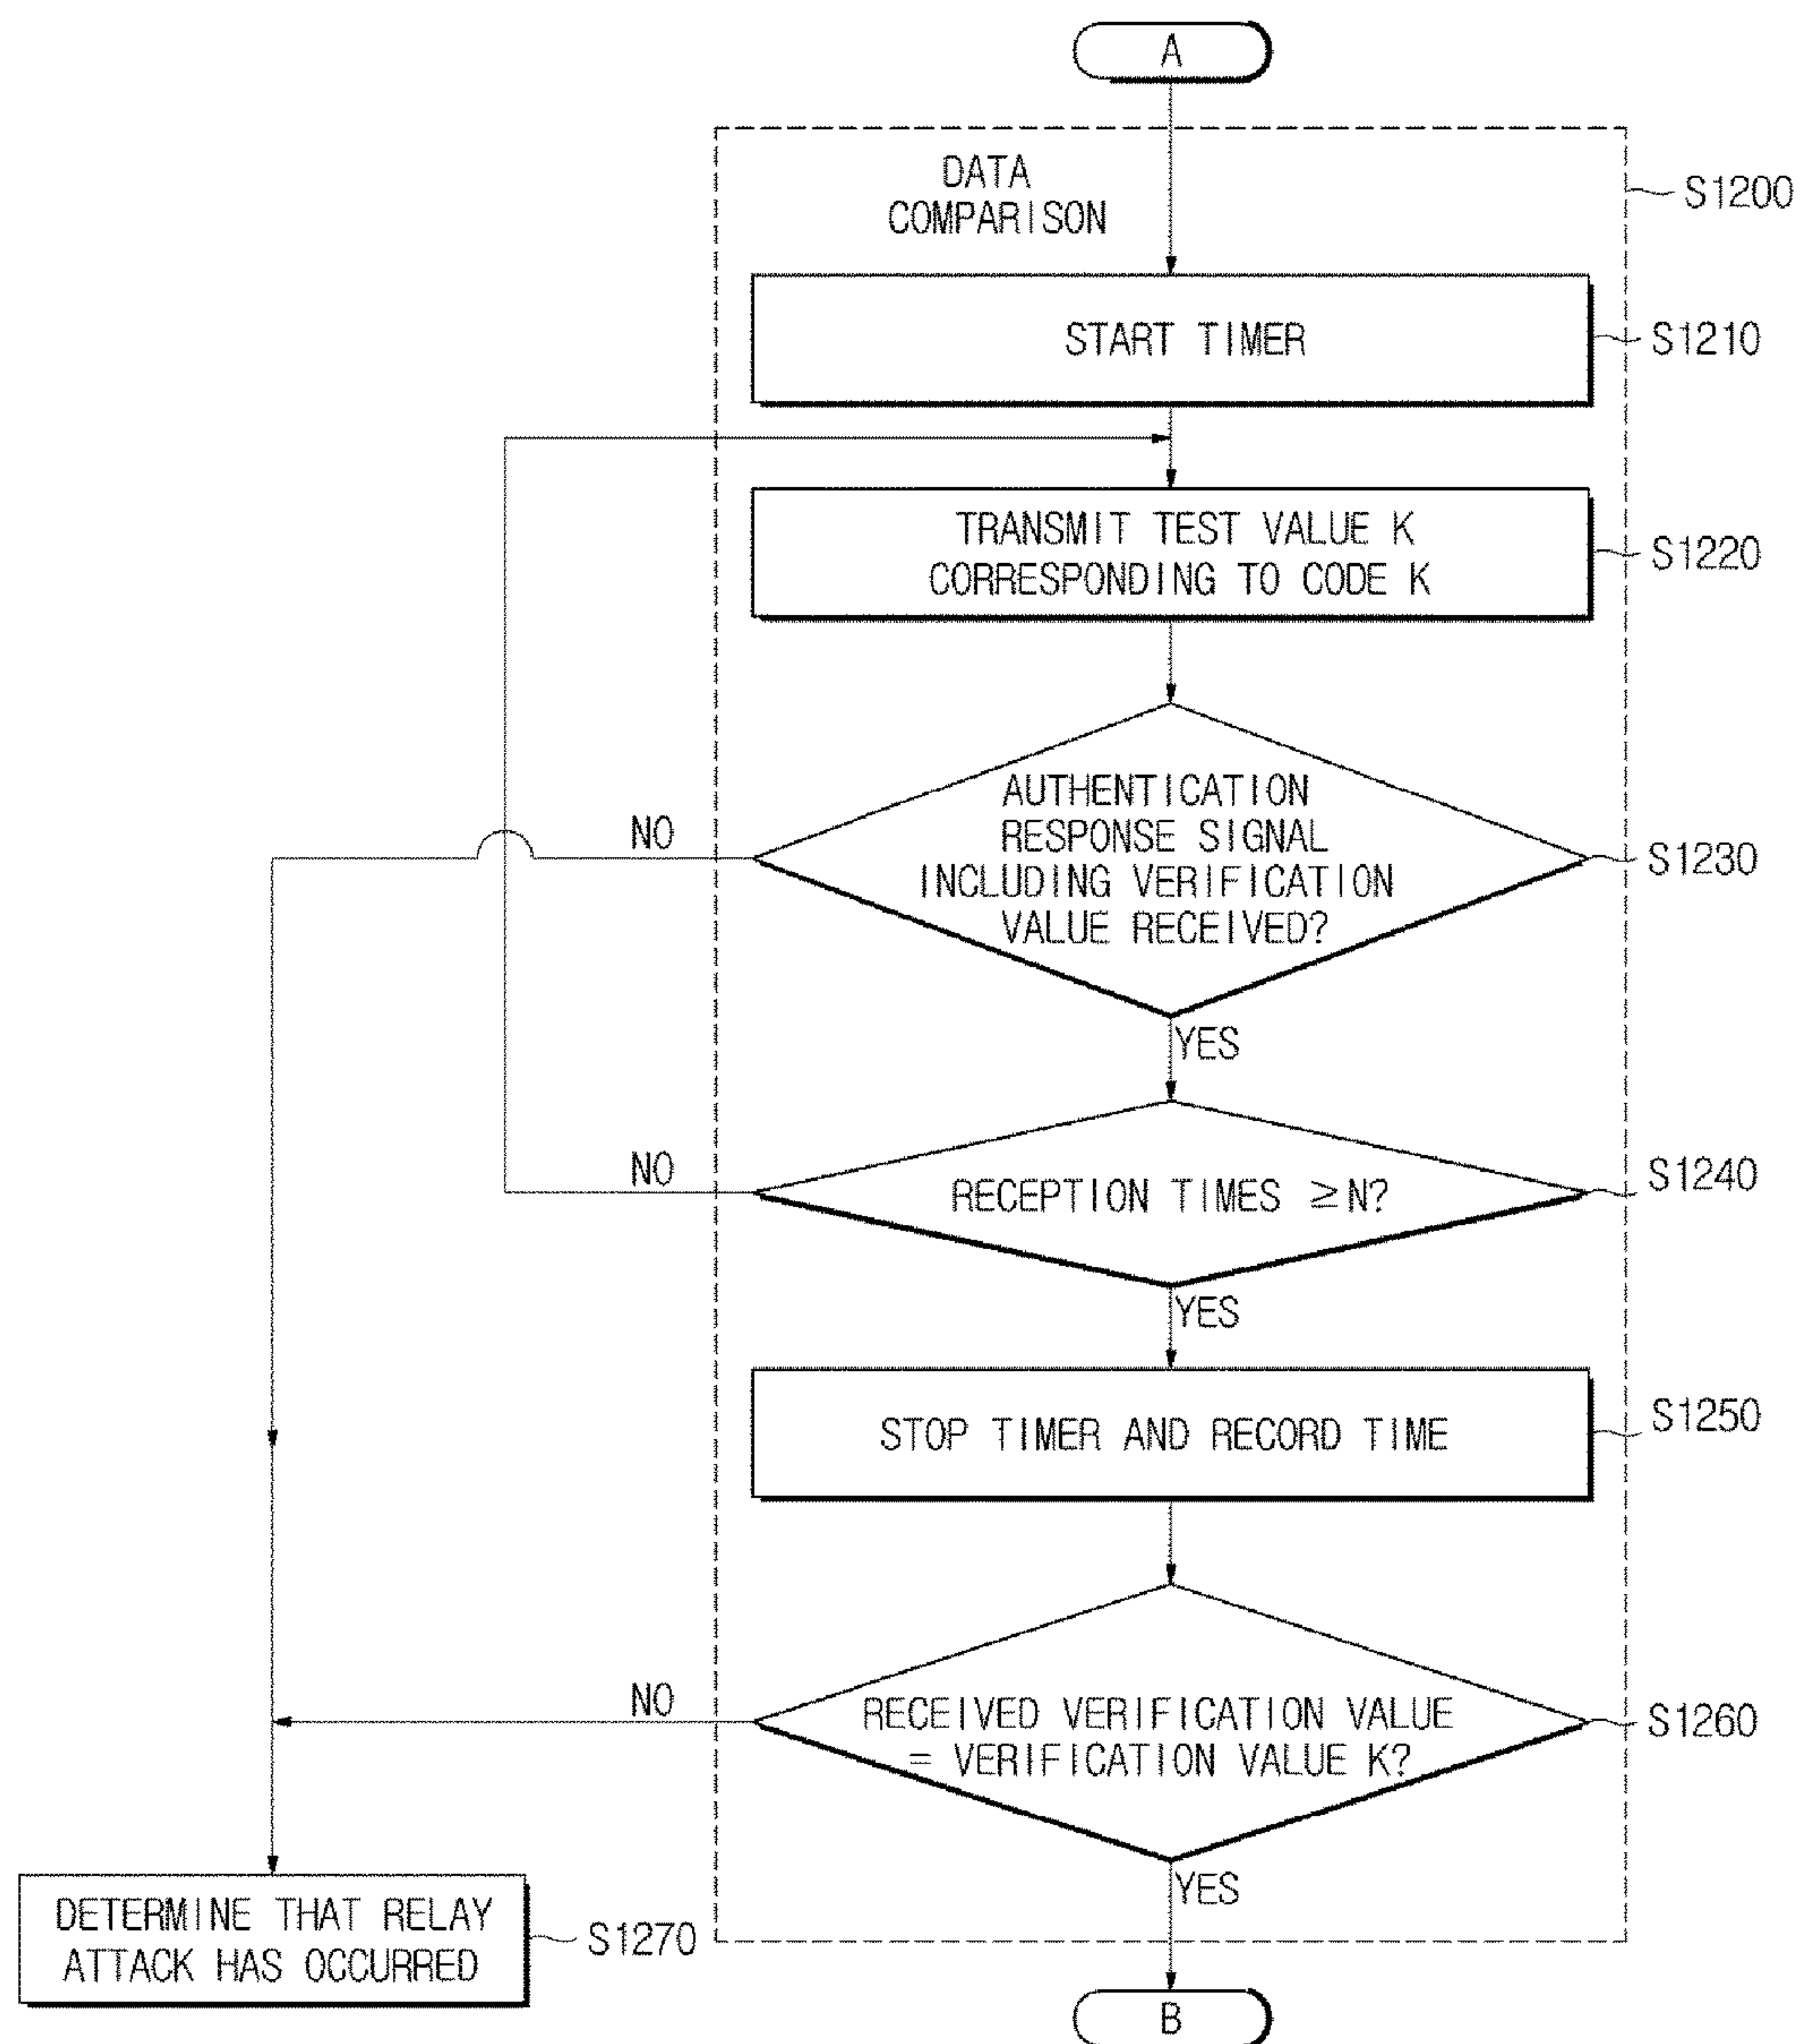 A
DATA
COMPARISON
S1200
START TIMER
S1210
TRANSMIT TEST VALUE K
CORRESPONDING TO CODE K
S1220
AUTHENTICATION
RESPONSE SIGNAL
INCLUDING VERIFICATION
VALUE RECEIVED?
NO
S1230
YES
RECEPTION TIMES ≥N?
NO
S1240
YES
STOP TIMER AND RECORD TIME
S1250
RECEIVED VERIFICATION VALUE
= VERIFICATION VALUE K?
NO
S1260
YES
DETERMINE THAT RELAY
ATTACK HAS OCCURRED
S1270
B